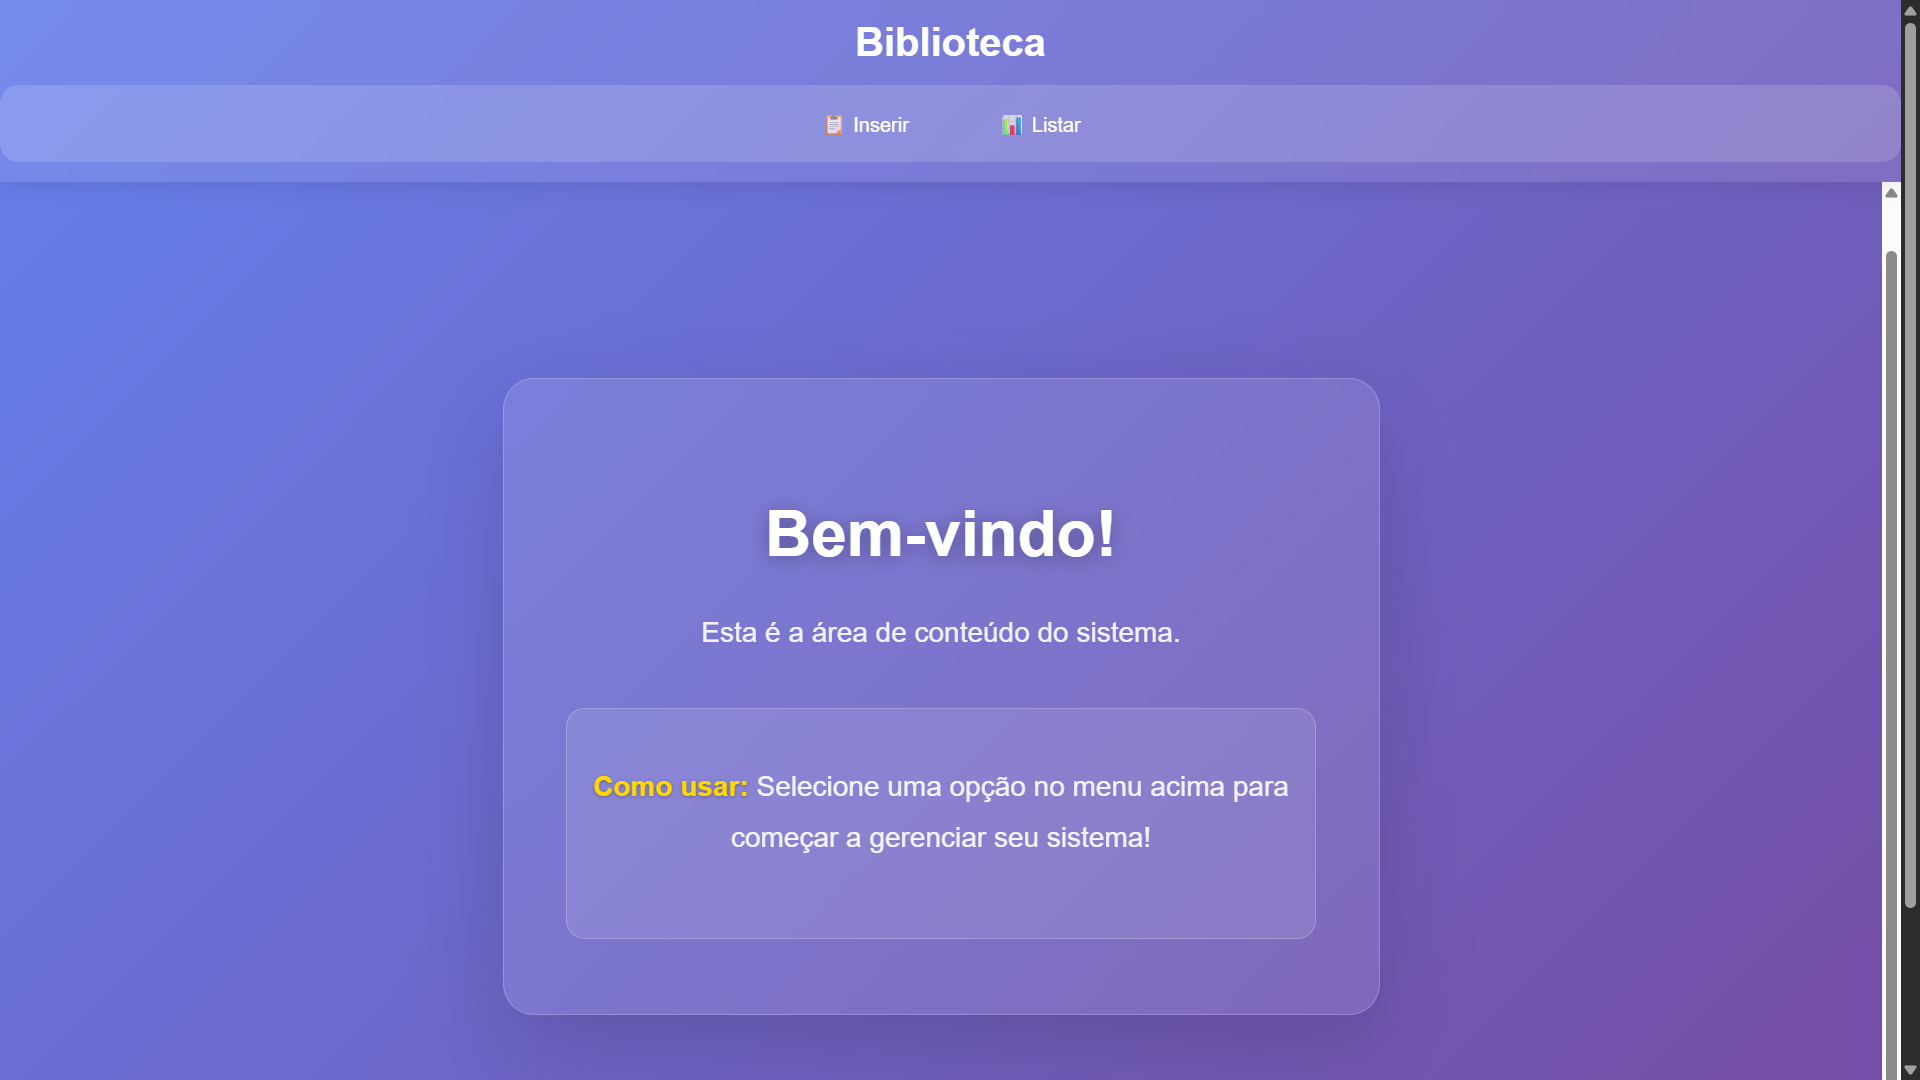 Biblioteca
📋 Inserir 📊 Listar
Bem-vindo!
Esta é a área de conteúdo do sistema.
Como usar: Selecione uma opção no menu acima para
começar a gerenciar seu sistema!